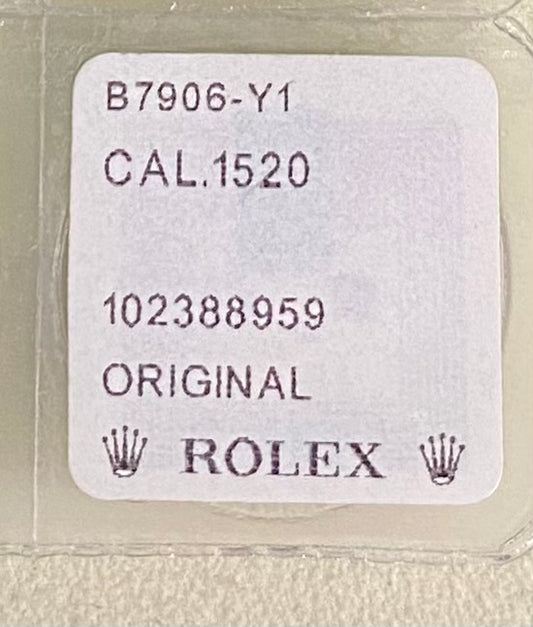 B7906-Y1
CAL.1520
102388959
ORIGINAL
ROLEX